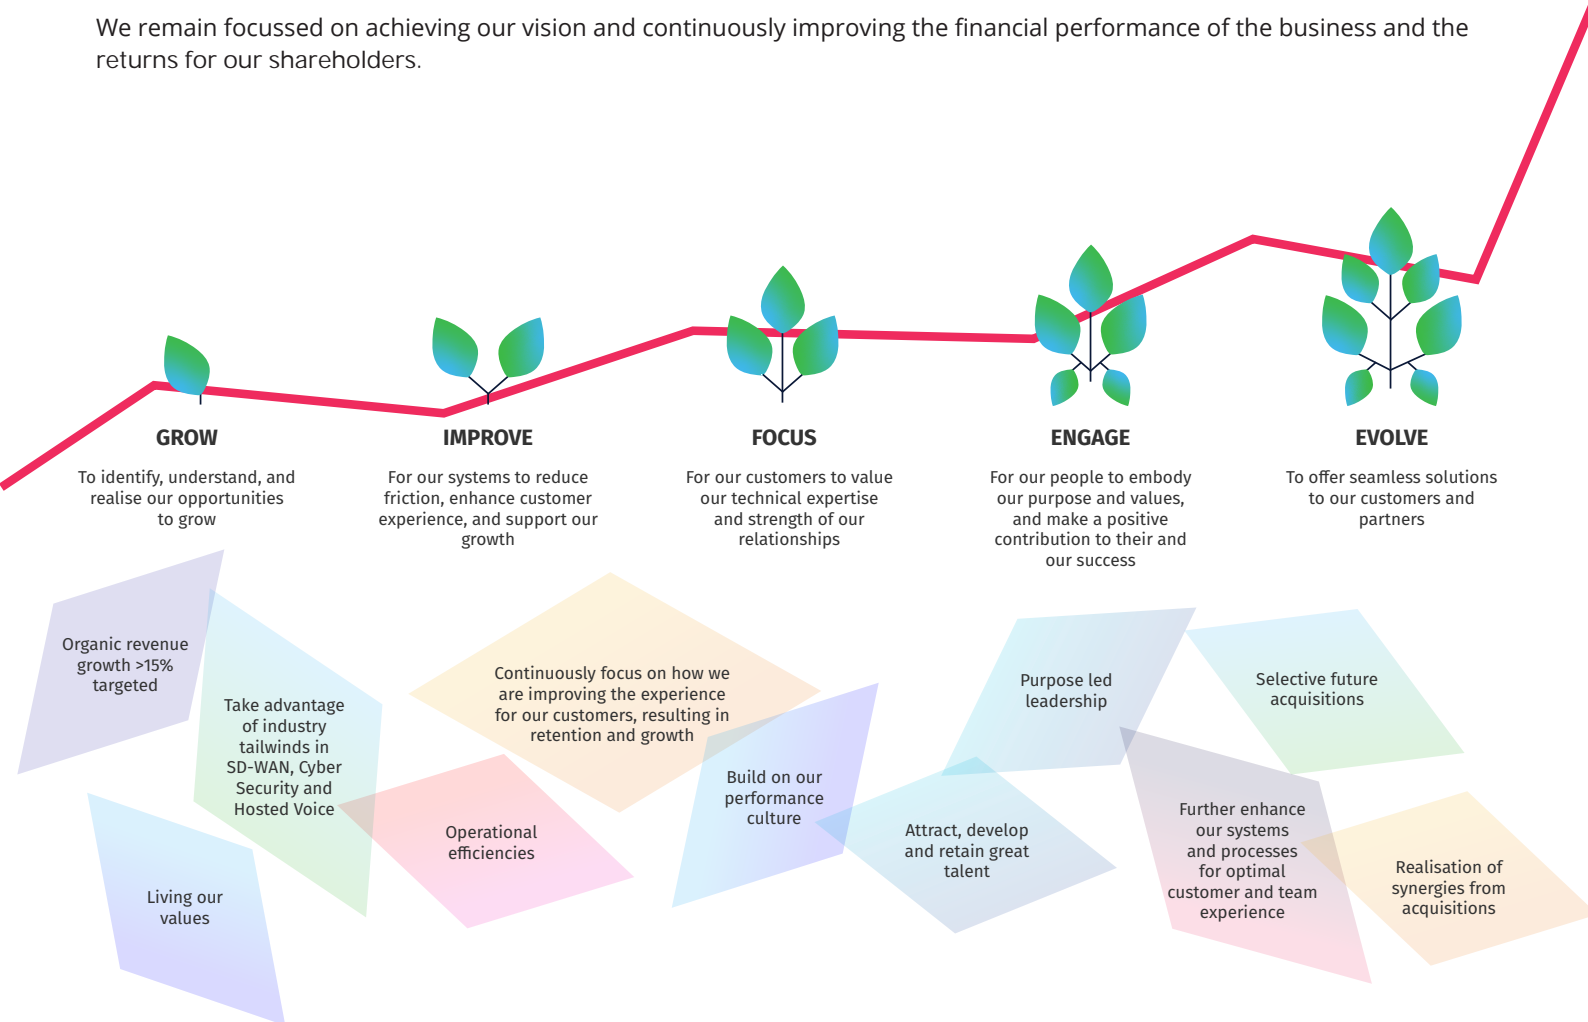 We remain focussed on achieving our vision and continuously improving the financial performance of the business and the
returns for our shareholders.
GROW
To identify, understand, and
realise our opportunities
to grow
IMPROVE
For our systems to reduce
friction, enhance customer
experience, and support our
growth
FOCUS
For our customers to value
our technical expertise
and strength of our
relationships
ENGAGE
For our people to embody
our purpose and values,
and make a positive
contribution to their and
our success
EVOLVE
To offer seamless solutions
to our customers and
partners
Organic revenue
growth >15%
targeted
Take advantage
of industry
tailwinds in
SD-WAN, Cyber
Security and
Hosted Voice
Living our
values
Continuously focus on how we
are improving the experience
for our customers, resulting in
retention and growth
Operational
efficiencies
Build on our
performance
culture
Attract, develop
and retain great
talent
Purpose led
leadership
Selective future
acquisitions
Further enhance
our systems
and processes
for optimal
customer and team
experience
Realisation of
synergies from
acquisitions